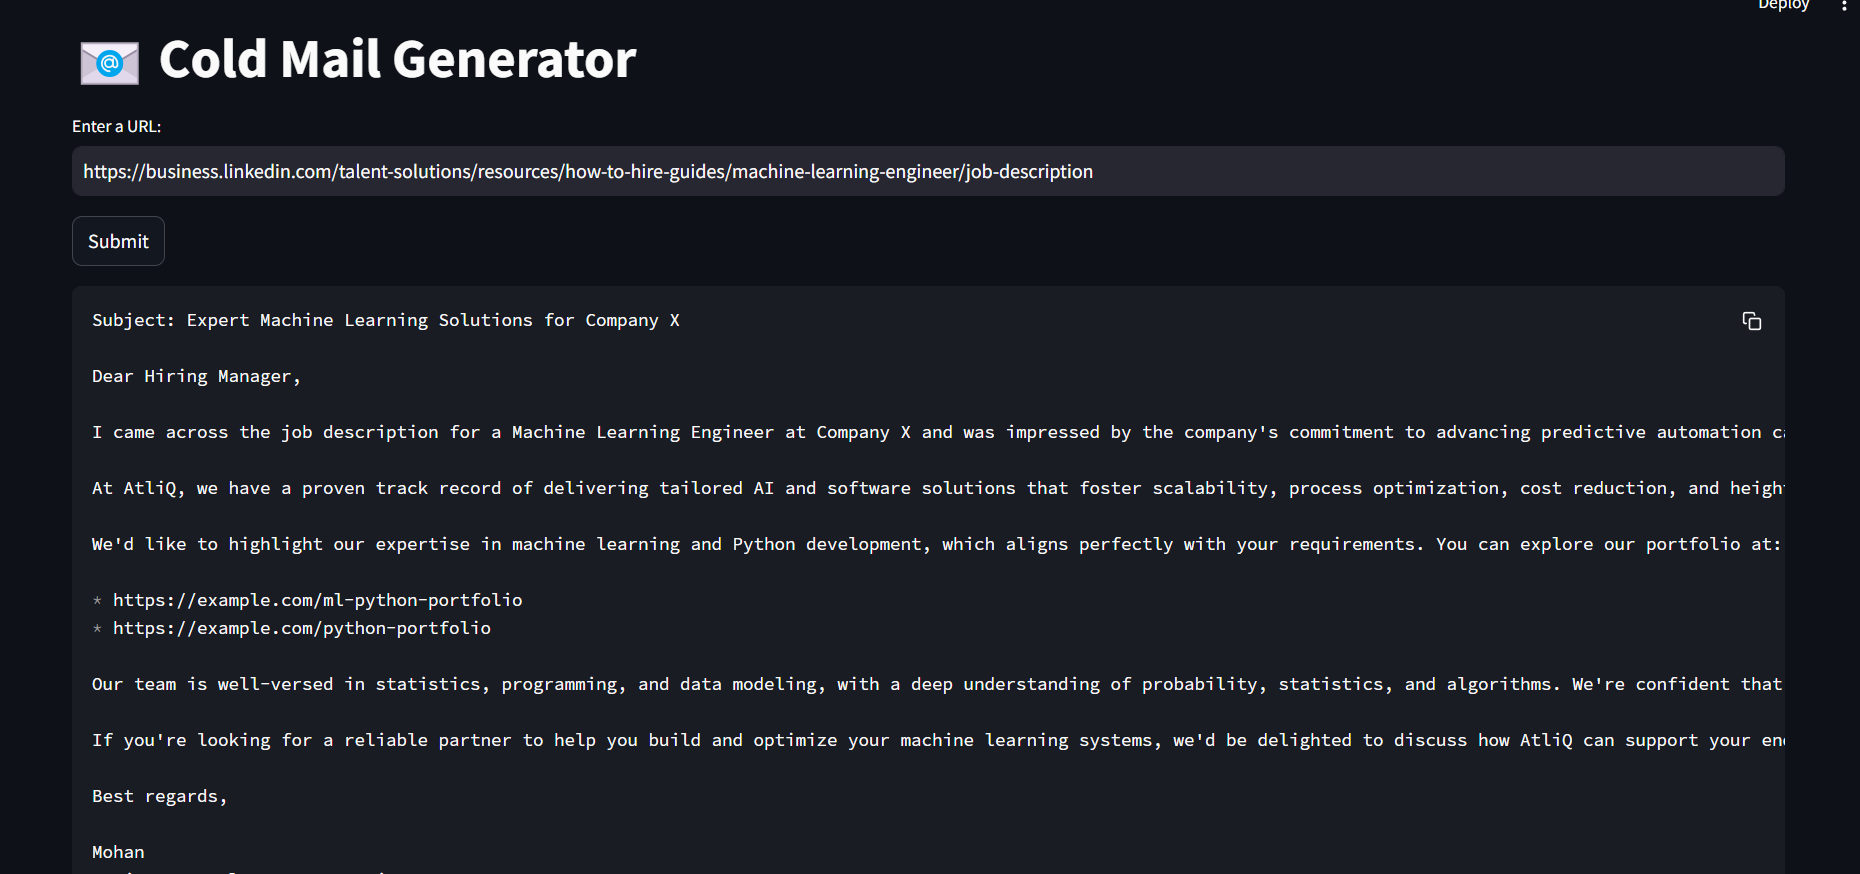 Deploy
Cold Mail Generator
Enter a URL:
https://business.linkedin.com/talent-solutions/resources/how-to-hire-guides/machine-learning-engineer/job-description
Submit
Subject: Expert Machine Learning Solutions for Company X
Dear Hiring Manager,
I came across the job description for a Machine Learning Engineer at Company X and was impressed by the company's commitment to advancing predictive automation
At AtliQ, we have a proven track record of delivering tailored AI and software solutions that foster scalability, process optimization, cost reduction, and
We'd like to highlight our expertise in machine learning and Python development, which aligns perfectly with your requirements. You can explore our portfolio at:
* https://example.com/ml-python-portfolio
* https://example.com/python-portfolio
Our team is well-versed in statistics, programming, and data modeling, with a deep understanding of probability, statistics, and algorithms. We're confident that
If you're looking for a reliable partner to help you build and optimize your machine learning systems, we'd be delighted to discuss how AtliQ can support your
Best regards,
Mohan